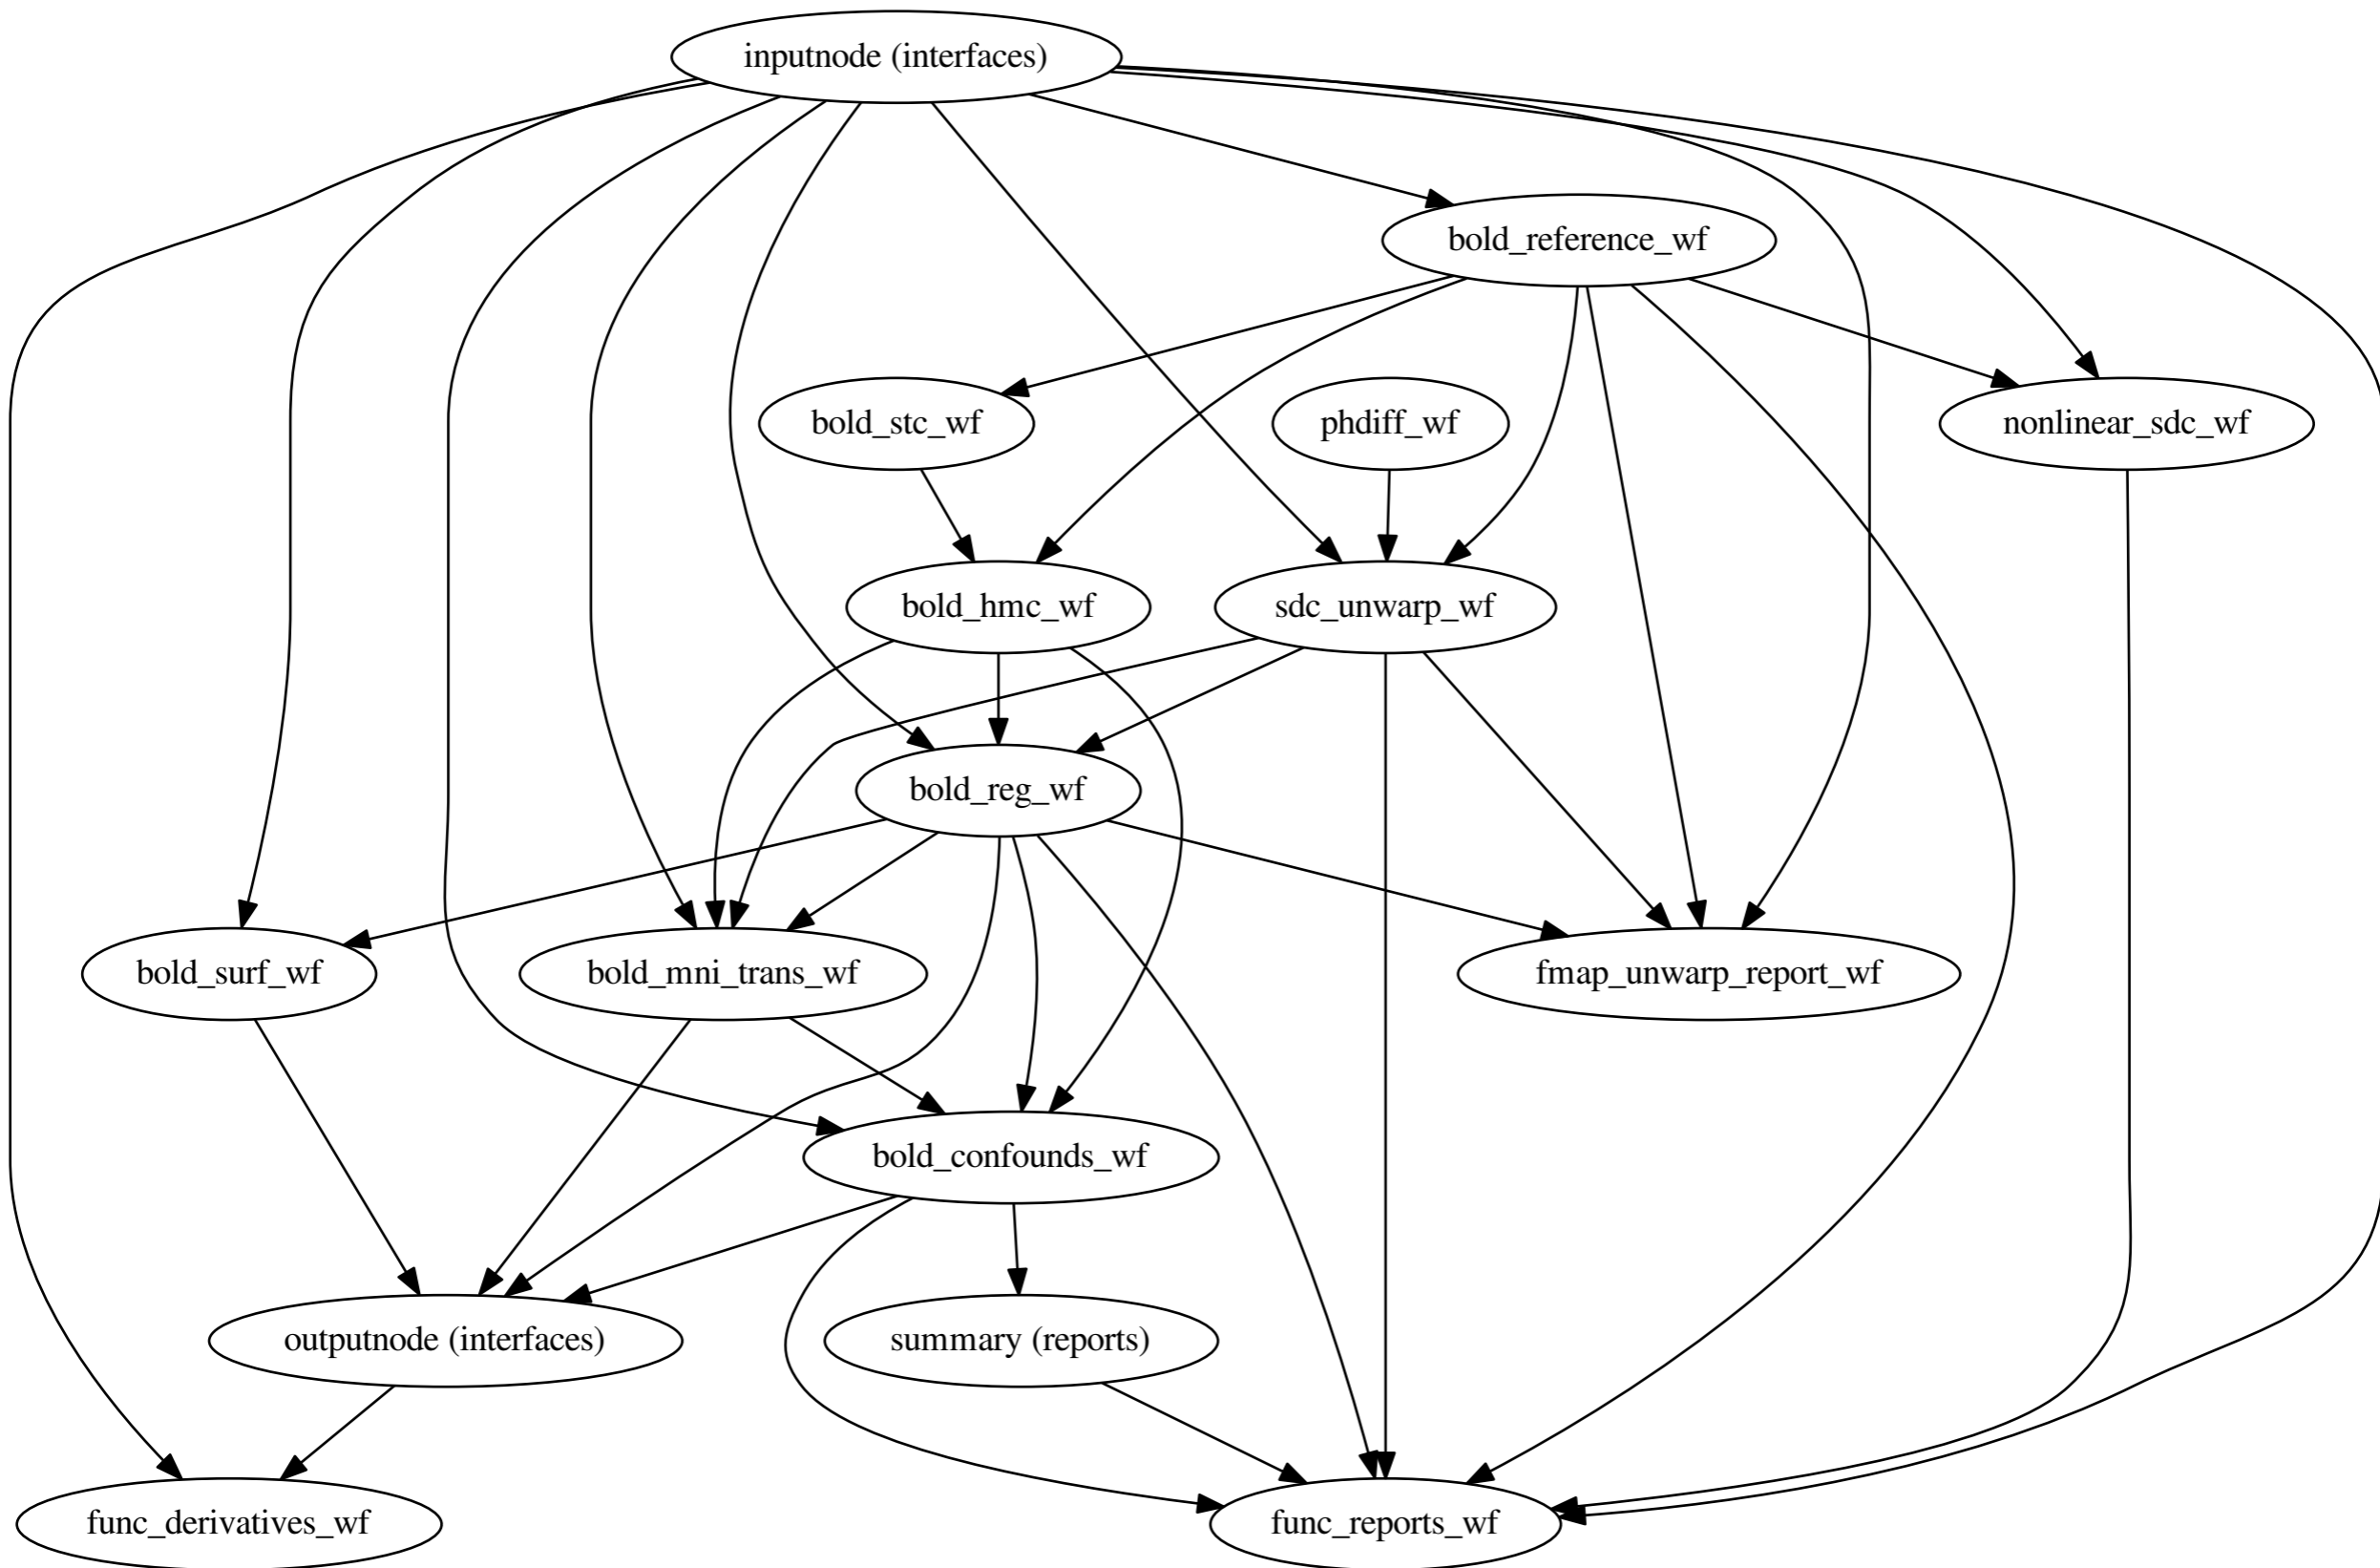 inputnode (interfaces)
bold_reference_wf
bold_stc_wf
phdiff_wf
nonlinear_sdc_wf
bold_hmc_wf
sdc_unwarp_wf
bold_reg_wf
bold_surf_wf
bold_mni_trans_wf
fmap_unwarp_report_wf
bold_confounds_wf
outputnode (interfaces)
summary (reports)
func_derivatives_wf
func_reports_wf